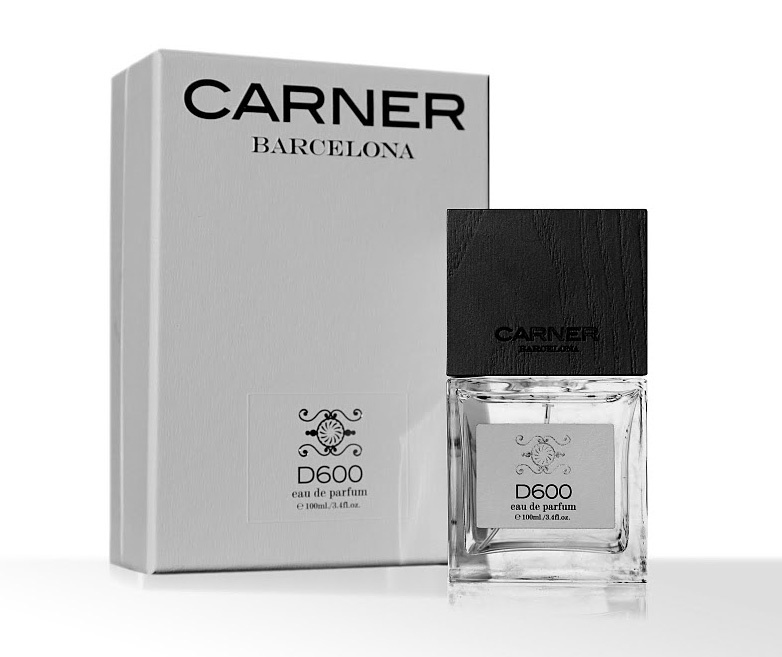 CARNER
BARCELONA
D600
eau de parfum
℮ 100ml./3.4fl.oz.
CARNER
BARCELONA
D600
eau de parfum
℮ 100ml./3.4fl.oz.